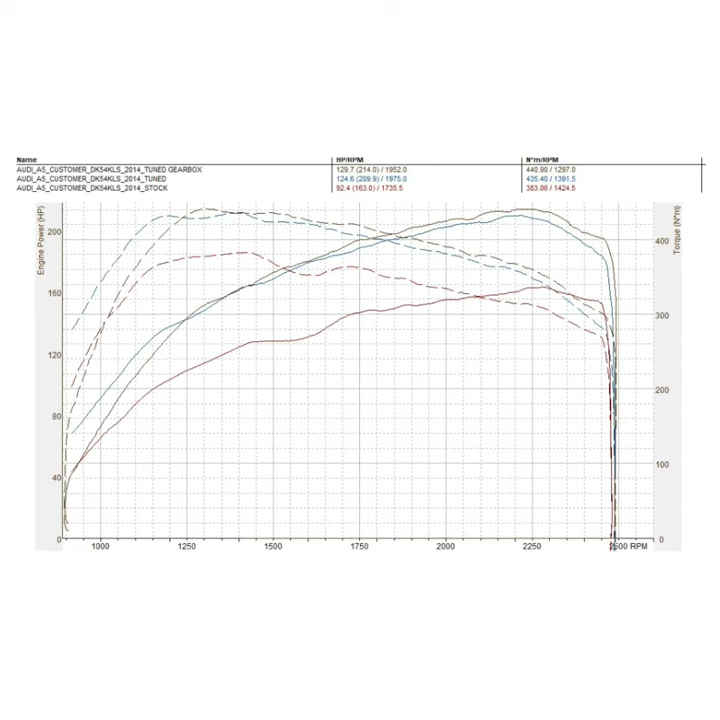 Name HP/RPM N*m/RPM
AUDI_A5_CUSTOMER_DK54KLS_2014_TUNED GEARBOX 129.7 (214.0) / 1952.0 440.90 / 1297.0
AUDI_A5_CUSTOMER_DK54KLS_2014_TUNED 124.6 (209.9) / 1975.0 435.40 / 1391.5
AUDI_A5_CUSTOMER_DK54KLS_2014_STOCK 92.4 (163.0) / 1735.5 383.06 / 1424.5
Engine Power (HP)
200
160
120
80
40
0
Torque (N*m)
400
300
200
100
0
1000 1250 1500 1750 2000 2250 2500 RPM